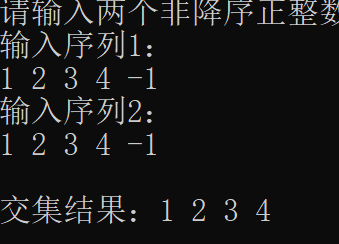 请输入两个非降序正整数
输入序列1：
1 2 3 4 -1
输入序列2：
1 2 3 4 -1
交集结果：1 2 3 4